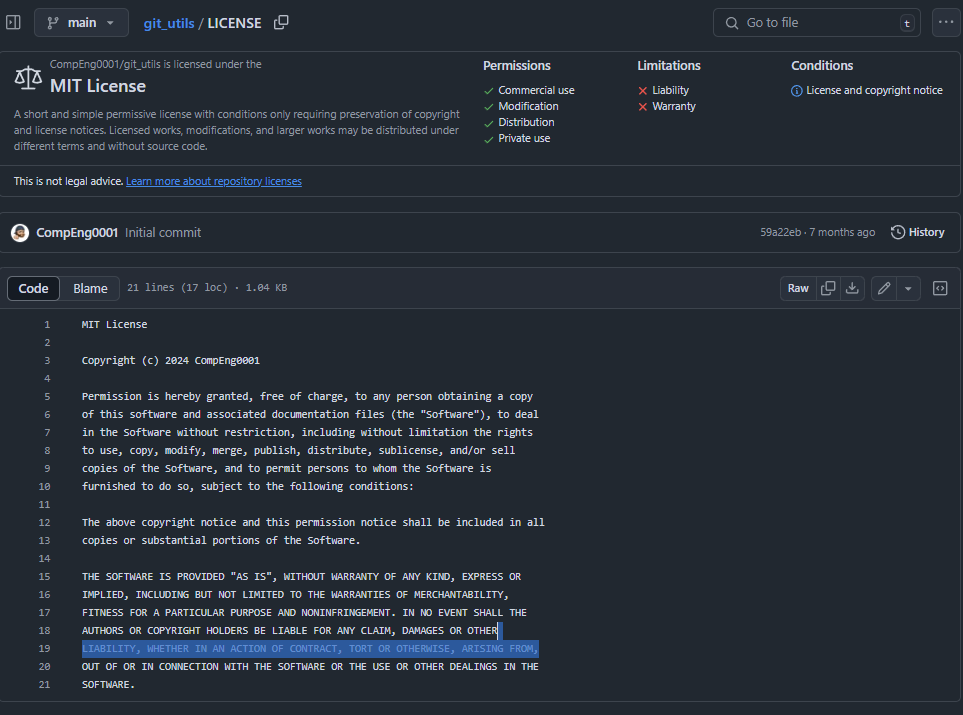 main
git_utils / LICENSE
Go to file
t
CompEng0001/git_utils is licensed under the
MIT License
A short and simple permissive license with conditions only requiring preservation of copyright
and license notices. Licensed works, modifications, and larger works may be distributed under
different terms and without source code.
Permissions
Commercial use
Modification
Distribution
Private use
Limitations
Liability
Warranty
Conditions
License and copyright notice
This is not legal advice. Learn more about repository licenses
CompEng0001 Initial commit
59a22eb · 7 months ago
History
Code Blame 21 lines (17 loc) · 1.04 KB
Raw
1 MIT License
2
3 Copyright (c) 2024 CompEng0001
4
5 Permission is hereby granted, free of charge, to any person obtaining a copy
6 of this software and associated documentation files (the "Software"), to deal
7 in the Software without restriction, including without limitation the rights
8 to use, copy, modify, merge, publish, distribute, sublicense, and/or sell
9 copies of the Software, and to permit persons to whom the Software is
10 furnished to do so, subject to the following conditions:
11
12 The above copyright notice and this permission notice shall be included in all
13 copies or substantial portions of the Software.
14
15 THE SOFTWARE IS PROVIDED "AS IS", WITHOUT WARRANTY OF ANY KIND, EXPRESS OR
16 IMPLIED, INCLUDING BUT NOT LIMITED TO THE WARRANTIES OF MERCHANTABILITY,
17 FITNESS FOR A PARTICULAR PURPOSE AND NONINFRINGEMENT. IN NO EVENT SHALL THE
18 AUTHORS OR COPYRIGHT HOLDERS BE LIABLE FOR ANY CLAIM, DAMAGES OR OTHER
19 LIABILITY, WHETHER IN AN ACTION OF CONTRACT, TORT OR OTHERWISE, ARISING FROM,
20 OUT OF OR IN CONNECTION WITH THE SOFTWARE OR THE USE OR OTHER DEALINGS IN THE
21 SOFTWARE.